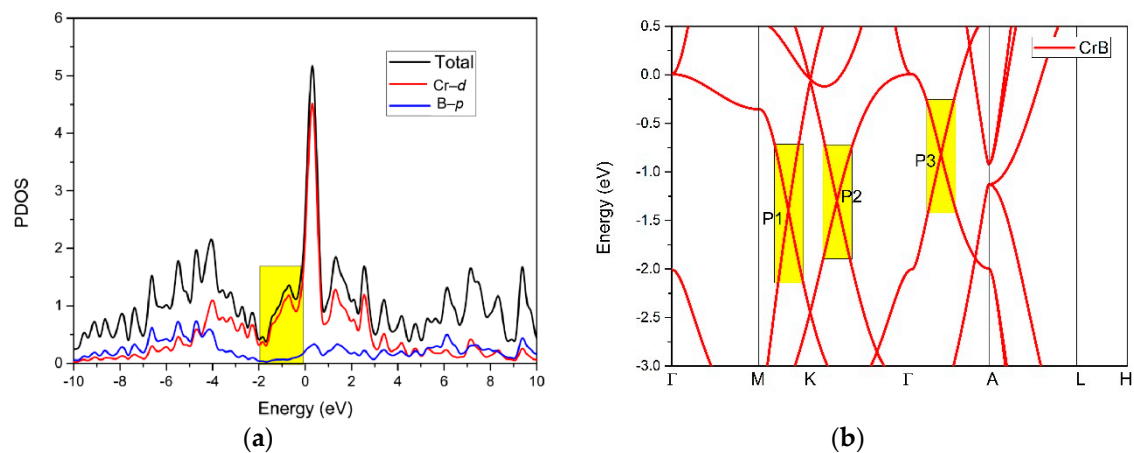 6
5
4
3
2
1
0
PDOS
Total
Cr–d
B–p
-10 -8 -6 -4 -2 0 2 4 6 8 10
Energy (eV)
(a)
0.5
0.0
-0.5
-1.0
-1.5
-2.0
-2.5
-3.0
Energy (eV)
CrB
P1
P2
P3
Γ M K Γ A L H
(b)